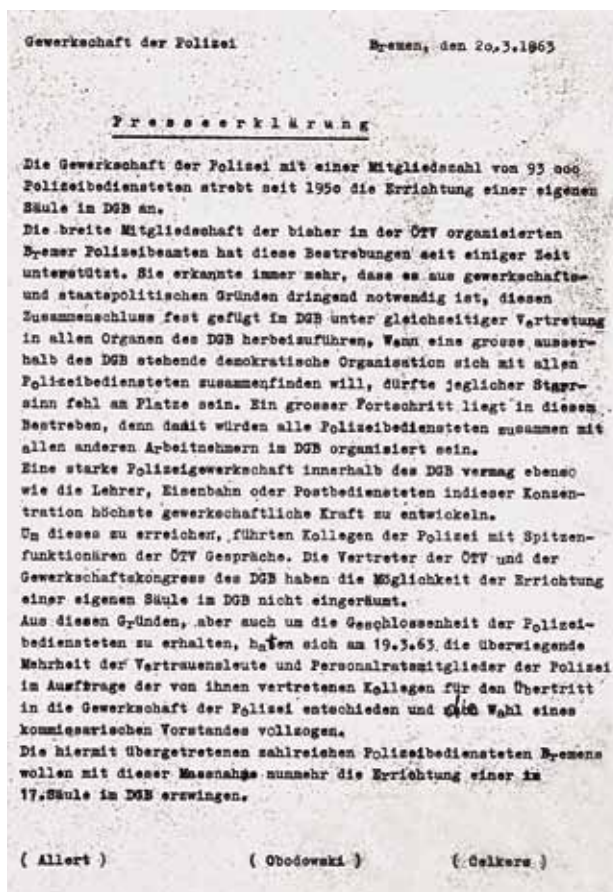 Gewerkschaft der Polizei Bremen, den 20.3.1863
Presseerklärung
Die Gewerkschaft der Polizei mit einer Mitgliedszahl von 93 ooo
Polizeibediensteten strebt seit 195o die Errichtung einer eigenen
Säule im DGB an.
Die breite Mitgliedschaft der bisher in der ÖTV organisierten
Bremer Polizeibeamten hat diese Bestrebungen seit einiger Zeit
unterstützt. Sie erkannte immer mehr, dass es aus gewerkschafts-
und staatspolitischen Gründen dringend notwendig ist, diesen
Zusammenschluss fest gefügt im DGB unter gleichzeitiger Vertretung
in allen Organen des DGB herbeizuführen. Wenn eine grosse ausser-
halb des DGB stehende demokratische Organisation sich mit allen
Polizeibediensteten zusammenfinden will, dürfte jeglicher Starr-
sinn fehl am Platze sein. Ein grosser Fortschritt liegt in diesem
Bestreben, denn damit würden alle Polizeibediensteten zusammen mit
allen anderen Arbeitnehmern im DGB organisiert sein.
Eine starke Polizeigewerkschaft innerhalb des DGB vermag ebenso
wie die Lehrer, Eisenbahn oder Postbediensteten indieser Konzen-
tration höchste gewerkschaftliche Kraft zu entwickeln.
Um dieses zu erreichen, führten Kollegen der Polizei mit Spitzen-
funktionären der ÖTV Gespräche. Die Vertreter der ÖTV und der
Gewerkschaftskongress des DGB haben die Möglichkeit der Errichtung
einer eigenen Säule im DGB nicht eingeräumt.
Aus diesen Gründen, aber auch um die Geschlossenheit der Polizei-
bediensteten zu erhalten, haten sich am 19.3.63 die überwiegende
Mehrheit der Vertrauensleute und Personalratsmitglieder der Polizei
im Auftrage der von ihnen vertretenen Kollegen für den Übertritt
in die Gewerkschaft der Polizei entschieden und Wahl eines
kommissarischen Vorstandes vollzogen.
Die hiermit übergetretenen zahlreichen Polizeibediensteten Bremens
wollen mit dieser Massnahme nunmehr die Errichtung einer
17.Säule im DGB erzwingen.
( Allert ) ( Obodowski ) ( Oelkers )